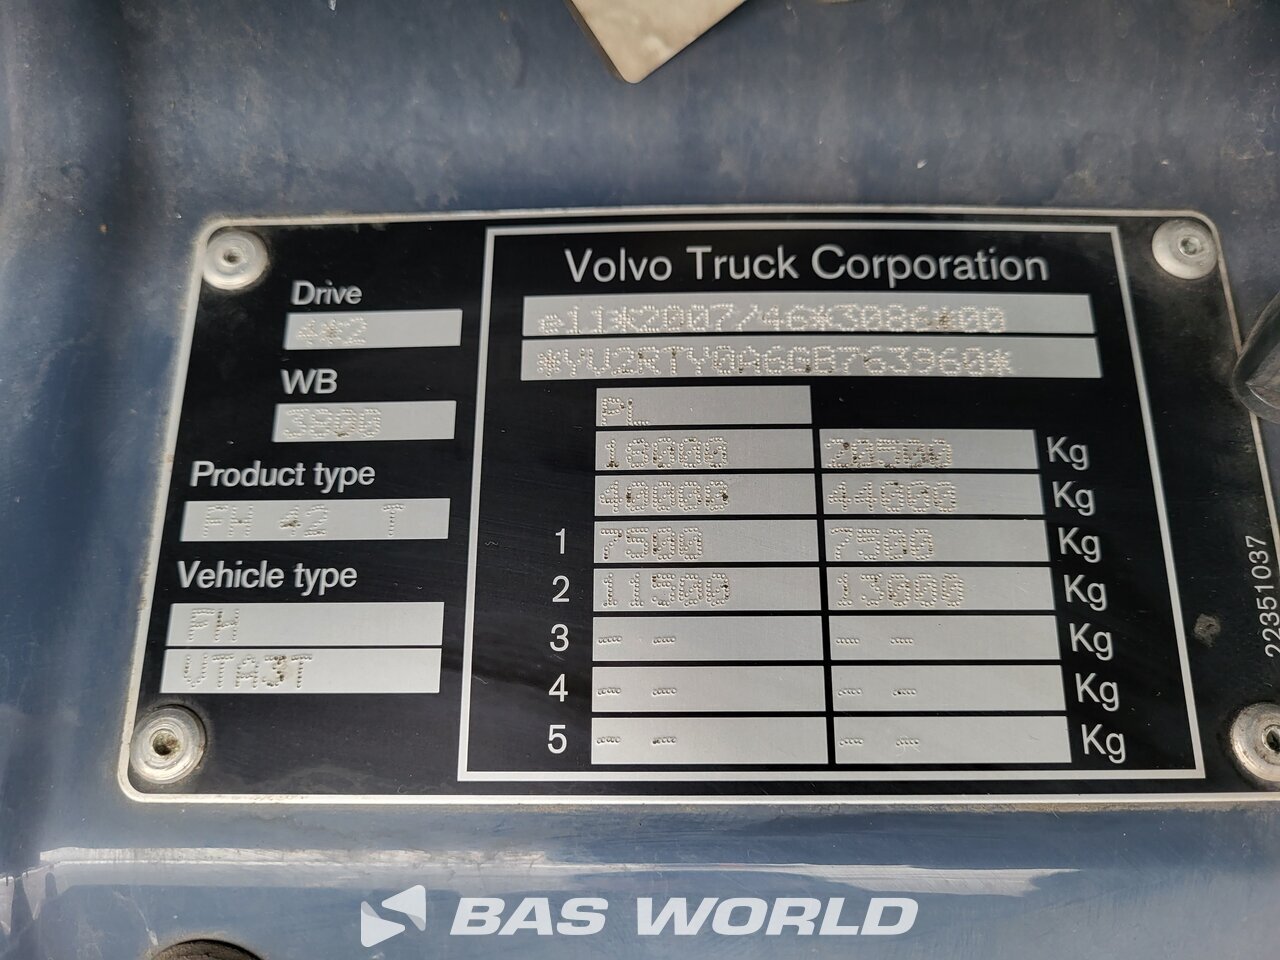 Drive
4*2
WB
3800
Product type
FH 42 T
Vehicle type
FH
VTA3T
Volvo Truck Corporation
e11*2007/46*3086*00
*YV2RTY0A6GB763960*
PL
18000 20500 Kg
40000 44000 Kg
1 7500 7500 Kg
2 11500 13000 Kg
3 -- -- -- -- Kg
4 -- -- -- -- Kg
5 -- -- -- -- Kg
22351037
BAS WORLD